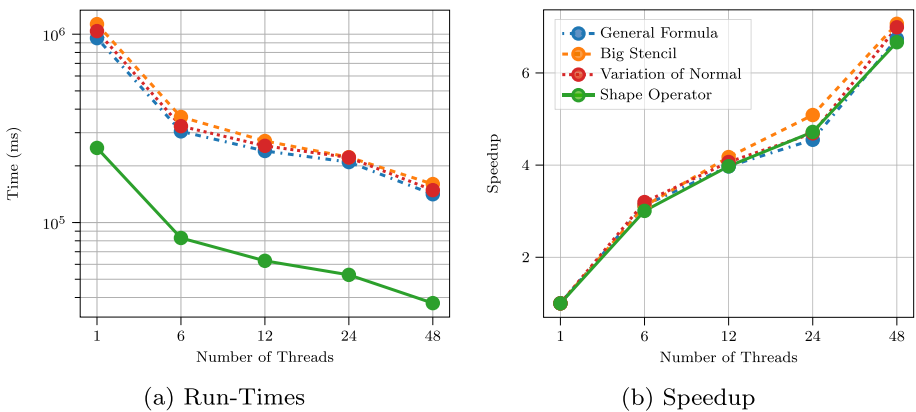 10^6
10^5
Time (ms)
1 6 12 24 48
Number of Threads
(a) Run-Times
General Formula
Big Stencil
Variation of Normal
Shape Operator
6
4
2
Speedup
1 6 12 24 48
Number of Threads
(b) Speedup